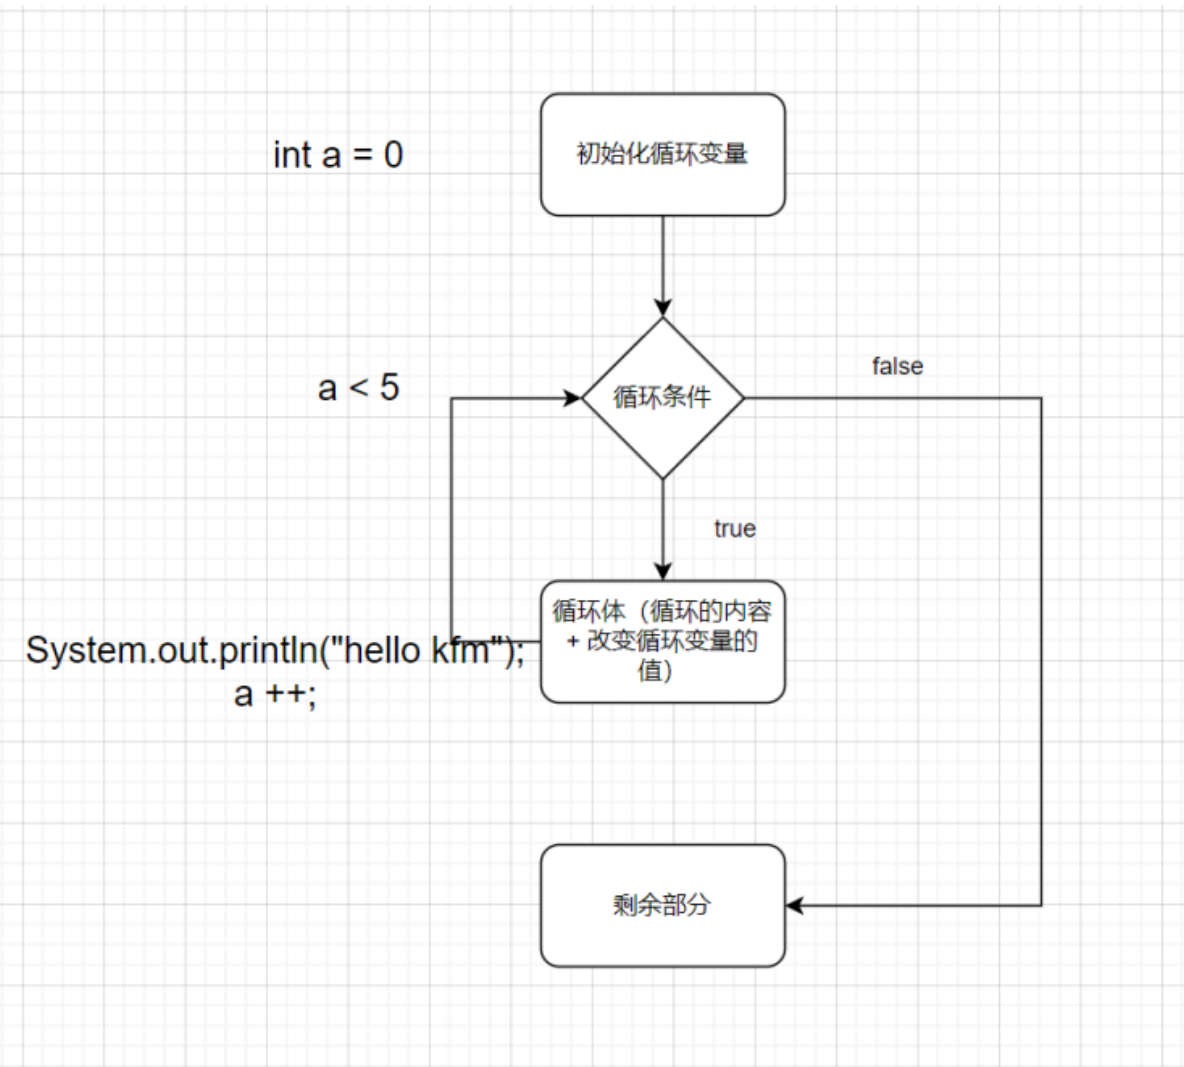 int a = 0
初始化循环变量
a < 5
循环条件
false
true
循环体（循环的内容
+ 改变循环变量的
值）
System.out.println("hello kfm");
a ++;
剩余部分